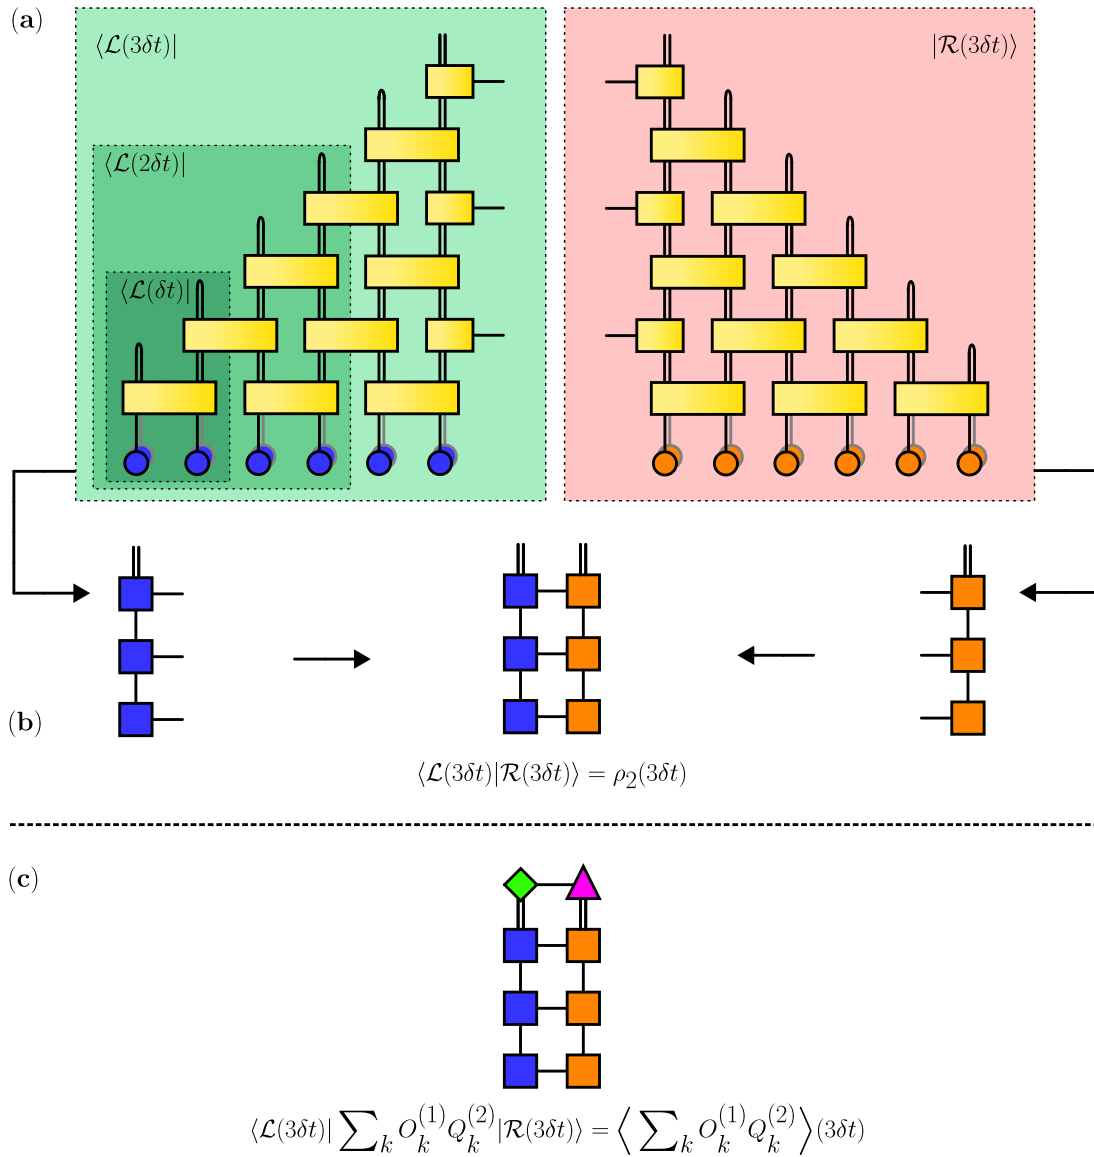 (a)
⟨ℒ(3δt)|
|ℛ(3δt)⟩
⟨ℒ(2δt)|
⟨ℒ(δt)|
(b)
⟨ℒ(3δt)|ℛ(3δt)⟩ = ρ₂(3δt)
(c)
⟨ℒ(3δt)| ∑ₖ Oₖ⁽¹⁾Qₖ⁽²⁾|ℛ(3δt)⟩ = ⟨∑ₖ Oₖ⁽¹⁾Qₖ⁽²⁾⟩(3δt)